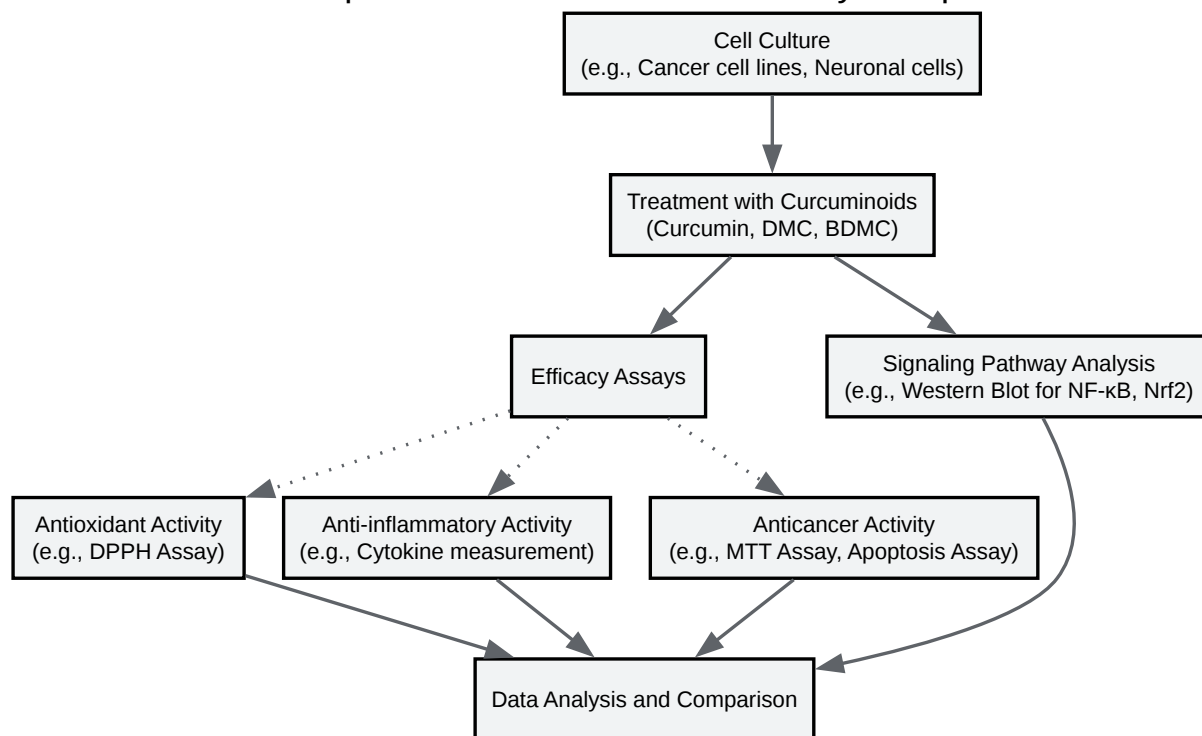 Cell Culture
(e.g., Cancer cell lines, Neuronal cells)
Treatment with Curcuminoids
(Curcumin, DMC, BDMC)
Efficacy Assays
Signaling Pathway Analysis
(e.g., Western Blot for NF-κB, Nrf2)
Antioxidant Activity
(e.g., DPPH Assay)
Anti-inflammatory Activity
(e.g., Cytokine measurement)
Anticancer Activity
(e.g., MTT Assay, Apoptosis Assay)
Data Analysis and Comparison